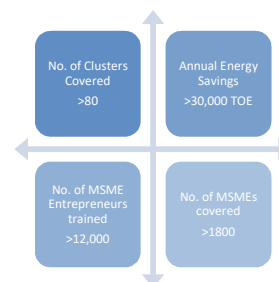 No. of Clusters
Covered
>80
Annual Energy
Savings
>30,000 TOE
No. of MSME
Entrepreneurs
trained
>12,000
No. of MSMEs
covered
>1800